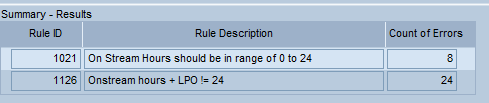 Summary - Results
Rule ID Rule Description Count of Errors
1021 On Stream Hours should be in range of 0 to 24 8
1126 Onstream hours + LPO != 24 24